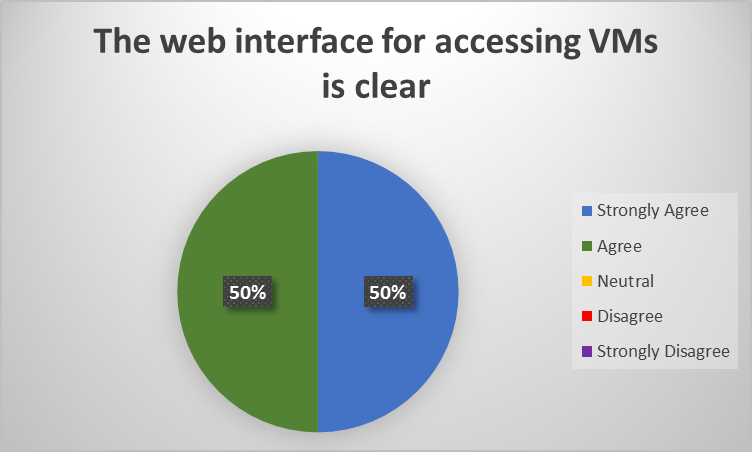 The web interface for accessing VMs
is clear
50%
50%
Strongly Agree
Agree
Neutral
Disagree
Strongly Disagree